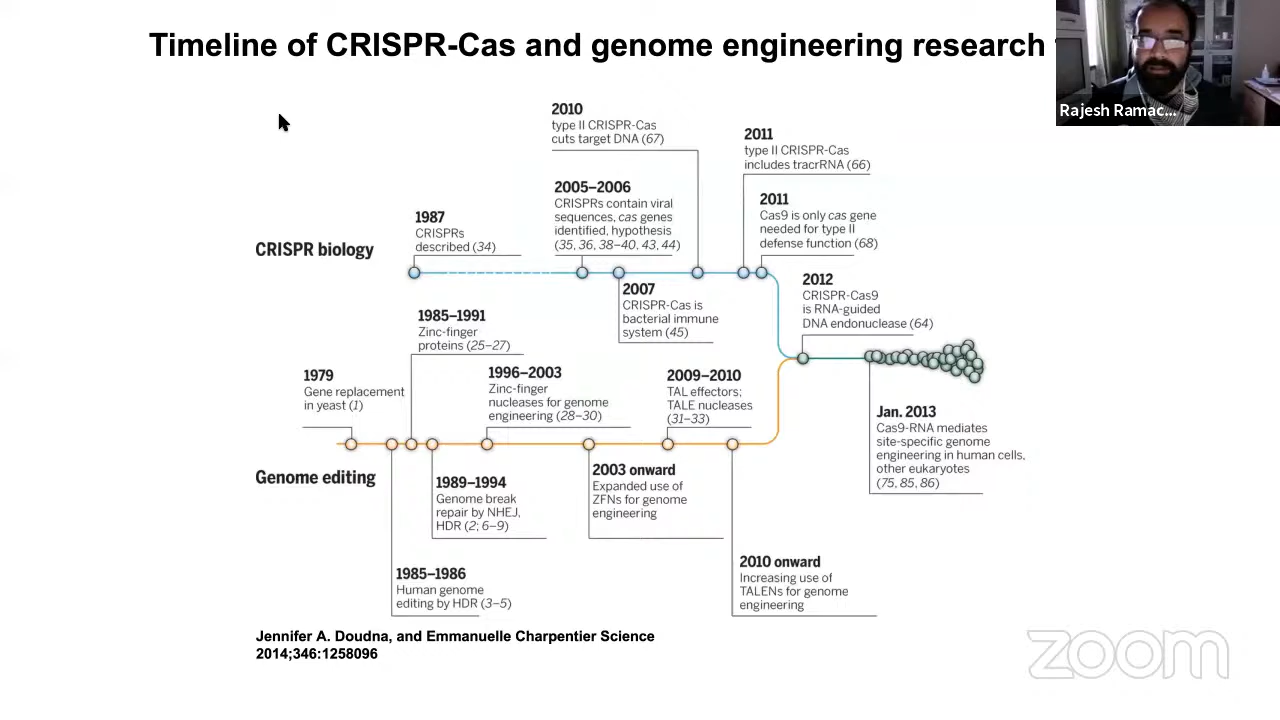 Timeline of CRISPR-Cas and genome engineering research
Rajesh Ramac...
2010
type II CRISPR-Cas
cuts target DNA (67)
2011
type II CRISPR-Cas
includes tracrRNA (66)
2005–2006
CRISPRs contain viral
sequences, cas genes
identified, hypothesis
(35, 36, 38–40, 43, 44)
2011
Cas9 is only cas gene
needed for type II
defense function (68)
1987
CRISPRs
described (34)
CRISPR biology
2007
CRISPR-Cas is
bacterial immune
system (45)
2012
CRISPR-Cas9
is RNA-guided
DNA endonuclease (64)
1985–1991
Zinc-finger
proteins (25–27)
1979
Gene replacement
in yeast (1)
1996–2003
Zinc-finger
nucleases for genome
engineering (28–30)
2009–2010
TAL effectors;
TALE nucleases
(31–33)
Jan. 2013
Cas9-RNA mediates
site-specific genome
engineering in human cells,
other eukaryotes
(75, 85, 86)
Genome editing
1989–1994
Genome break
repair by NHEJ,
HDR (2; 6–9)
2003 onward
Expanded use of
ZFNs for genome
engineering
1985–1986
Human genome
editing by HDR (3–5)
2010 onward
Increasing use of
TALENs for genome
engineering
Jennifer A. Doudna, and Emmanuelle Charpentier Science
2014;346:1258096
zoom